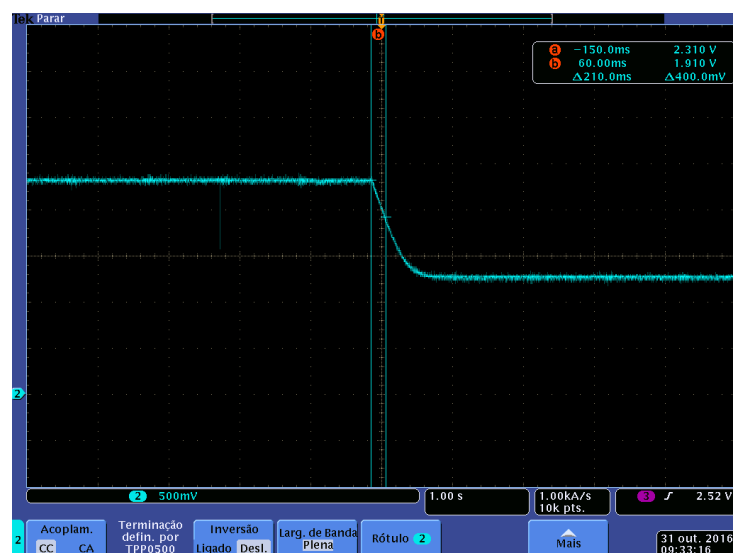 Tek Parar
T
b
a −150.0ms 2.310 V
b 60.00ms 1.910 V
Δ210.0ms Δ400.0mV
2
2 500mV
1.00 s
1.00kA/s
10k pts.
3 2.52 V
2
Acoplam.
CC CA
Terminação
defin. por
TPP0500
Inversão
Ligado Desl.
Larg. de Banda
Plena
Rótulo 2
Mais
31 out. 2016
09:33:16